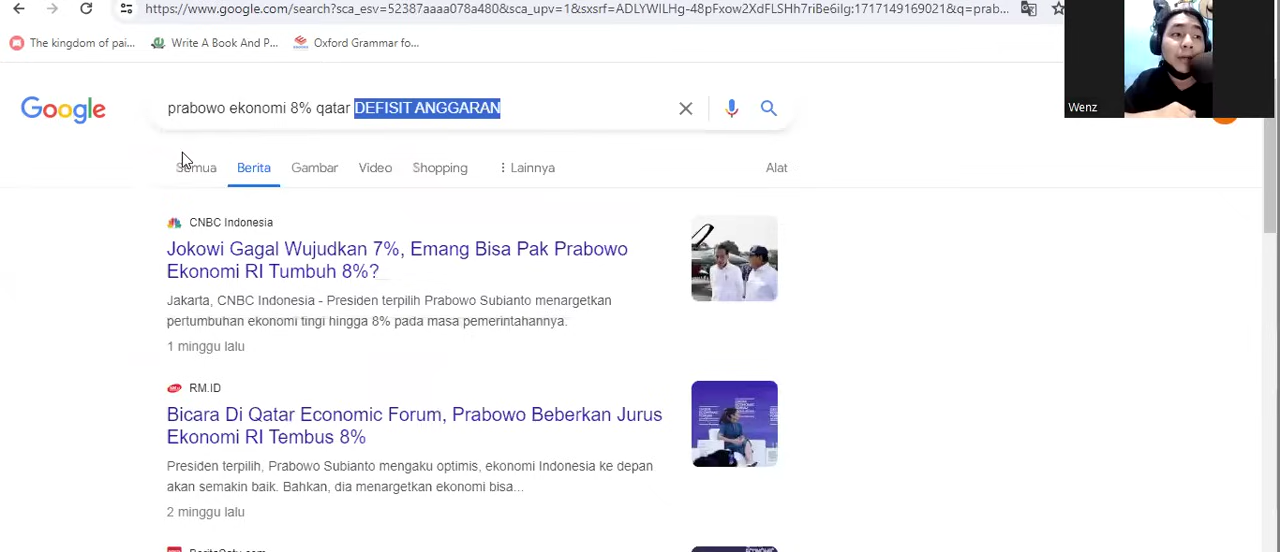 https://www.google.com/search?sca_esv=52387aaaa078a480&sca_upv=1&sxsrf=ADLYWILHg-48pFxow2XdFLSHh7riBe6iIg:1717149169021&q=prab...
The kingdom of pai...
Write A Book And P...
Oxford Grammar fo...
Wenz
Google
prabowo ekonomi 8% qatar DEFISIT ANGGARAN
Semua
Berita
Gambar
Video
Shopping
Lainnya
Alat
CNBC Indonesia
Jokowi Gagal Wujudkan 7%, Emang Bisa Pak Prabowo
Ekonomi RI Tumbuh 8%?
Jakarta, CNBC Indonesia - Presiden terpilih Prabowo Subianto menargetkan
pertumbuhan ekonomi tingi hingga 8% pada masa pemerintahannya.
1 minggu lalu
RM.ID
Bicara Di Qatar Economic Forum, Prabowo Beberkan Jurus
Ekonomi RI Tembus 8%
Presiden terpilih, Prabowo Subianto mengaku optimis, ekonomi Indonesia ke depan
akan semakin baik. Bahkan, dia menargetkan ekonomi bisa...
2 minggu lalu